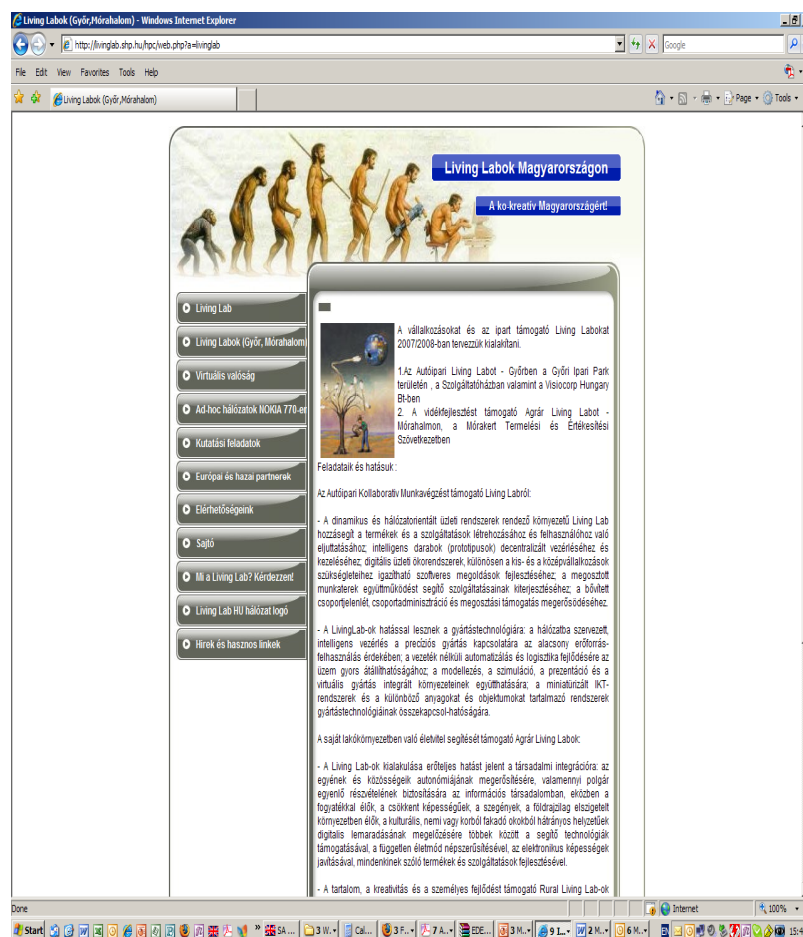 Living Labok (Győr,Mórahalom) - Windows Internet Explorer
http://livinglab.shp.hu/hpc/web.php?a=livinglab
Google
File Edit View Favorites Tools Help
Living Labok (Győr,Mórahalom)
Page
Tools
Living Labok Magyarországon
A ko-kreatív Magyarországért!
Living Lab
Living Labok (Győr, Mórahalom)
Virtuális valóság
Ad-hoc hálózatok NOKIA 770-en
Kutatási feladatok
Európai és hazai partnerek
Elérhetőségeink
Sajtó
Mi a Living Lab? Kérdezzen!
Living Lab HU hálózat logó
Hírek és hasznos linkek
A vállalkozásokat és az ipart támogató Living Labokat
2007/2008-ban tervezzük kialakítani.
1.Az Autóipari Living Labot - Győrben a Győri Ipari Park
területén , a Szolgáltatóházban valamint a Visiocorp Hungary
Bt-ben
2. A vidékfejlesztést támogató Agrár Living Labot -
Mórahalmon, a Mórakert Termelési és Értékesítési
Szövetkezetben
Feladataik és hatásuk :
Az Autóipari Kollaboratív Munkavégzést támogató Living Labról:
- A dinamikus és hálózatorientált üzleti rendszerek rendező környezetű Living Lab
hozzásegít a termékek és a szolgáltatások létrehozásához és felhasználóhoz való
eljuttatásához; intelligens darabok (prototipusok) decentralizált vezérléséhez és
kezeléséhez; digitális üzleti ökorendszerek, különösen a kis- és a középvállalkozások
szükségleteihez igazítható szoftveres megoldások fejlesztéséhez; a megosztott
munkaterek együttműködést segítő szolgáltatásainak kiterjesztéséhez; a bővített
csoportjelenlét, csoportadminisztráció és megosztási támogatás megerősödéséhez.
- A LivingLab-ok hatással lesznek a gyártástechnológiára: a hálózatba szervezett,
intelligens vezérlés a precíziós gyártás kapcsolatára az alacsony erőforrás-
felhasználás érdekében; a vezeték nélküli automatizálás és logisztika fejlődésére az
üzem gyors átállíthatóságához; a modellezés, a szimuláció, a prezentáció és a
virtuális gyártás integrált környezeteinek együtthatására; a miniatürizált IKT-
rendszerek és a különböző anyagokat és objektumokat tartalmazó rendszerek
gyártástechnológiáinak összekapcsol-hatóságára.
A saját lakókörnyezetben való életvitel segítését támogató Agrár Living Labok:
- A Living Lab-ok kialakulása erőteljes hatást jelent a társadalmi integrációra: az
egyének és közösségeik autonómiájának megerősítésére, valamennyi polgár
egyenlő részvételének biztosítására az információs társadalomban, eközben a
fogyatékkal élők, a csökkent képességűek, a szegények, a földrajzilag elszigetelt
környezetben élők, a kulturális, nemi vagy korból fakadó okokból hátrányos helyzetűek
digitalis lemaradásának megelőzésére többek között a segítő technológiák
támogatásával, a független életmód népszerűsítésével, az elektronikus képességek
javításával, mindenkinek szóló termékek és szolgáltatások fejlesztésével.
- A tartalom, a kreativitás és a személyes fejlődést támogató Rural Living Lab-ok
Done
Internet
100%
Start
SA ...
3 W..
Cal...
3 F..
7 A..
EDE...
3 M..
9 I...
2 M..
6 M..
15:4